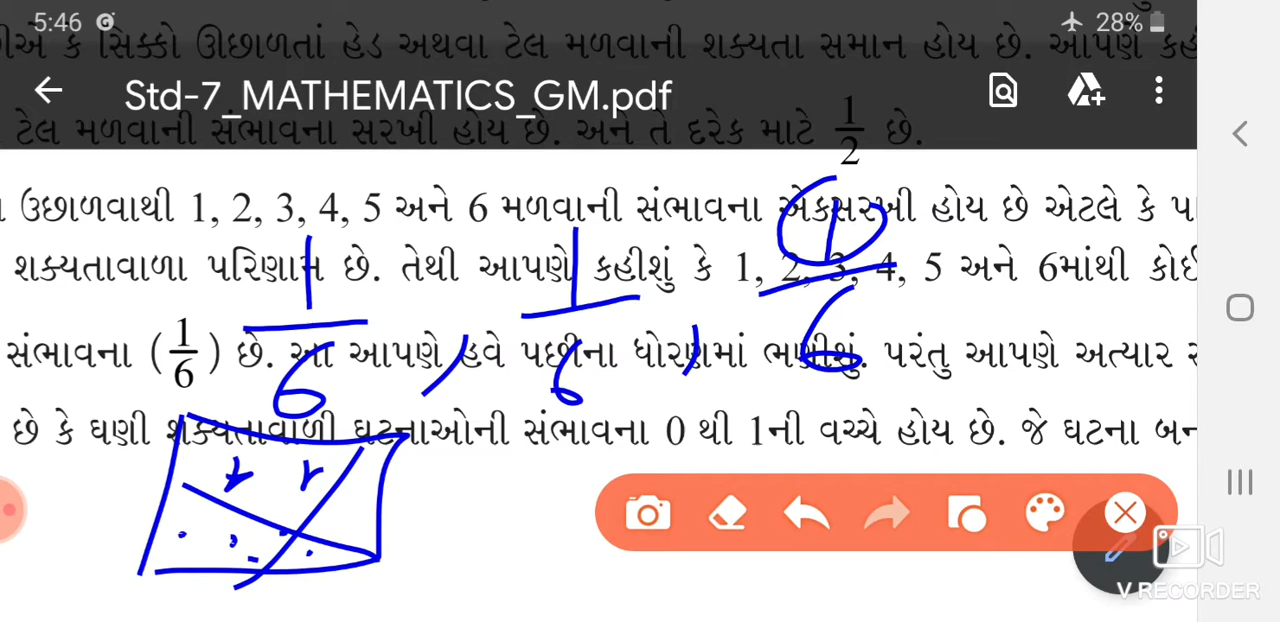 5:46 28%
ીએ કે સિક્કો ઊછાળતાં હેડ અથવા ટેલ મળવાની શક્યતા સમાન હોય છે. આપણે કહી
Std-7_MATHEMATICS_GM.pdf
ટેલ મળવાની સંભાવના સરખી હોય છે. અને તે દરેક માટે 1/2 છે.
ઉછાળવાથી 1, 2, 3, 4, 5 અને 6 મળવાની સંભાવના એકસરખી હોય છે એટલે કે
શક્યતાવાળા પરિણામ છે. તેથી આપણે કહીશું કે 1, 2, 3, 4, 5 અને 6માંથી કોઈ
સંભાવના (1/6) છે. આ આપણે હવે પછીના ધોરણમાં ભણીશું. પરંતુ આપણે અત્યાર
1/6 , 1/6 , 1/6
છે કે ઘણી શક્યતાવાળી ઘટનાઓની સંભાવના 0 થી 1ની વચ્ચે હોય છે. જે ઘટના બન
V RECORDER